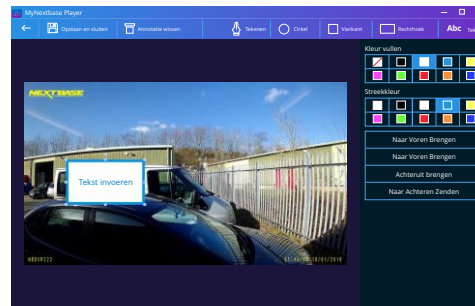 MyNextbase Player
Opslaan en sluiten
Annotatie wissen
Tekenen
Cirkel
Vierkant
Rechthoek
Abc
Kleur vullen
NEXTBASE
Streekkleur
Naar Voren Brengen
Naar Voren Brengen
Achteruit brengen
Naar Achteren Zenden
Tekst invoeren